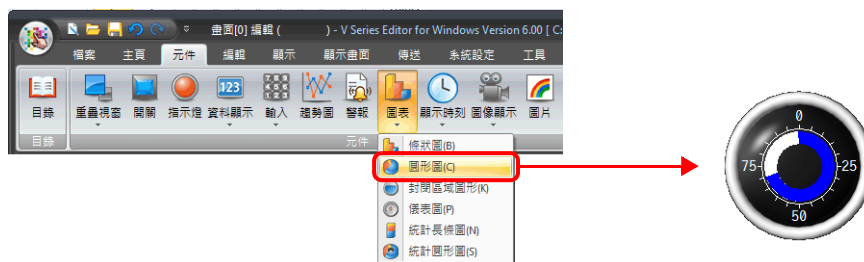 畫面[0] 編輯 ( ) - V Series Editor for Windows Version 6.00 [ C:
檔案 主頁 元件 編輯 顯示 顯示畫面 傳送 系統設定 工具
目錄 重疊視窗 開關 指示燈 資料顯示 輸入 趨勢圖 警報 圖表 顯示時刻 圖像顯示 圖片
目錄 元件
條狀圖(B)
圓形圖(C)
封閉區域圖形(K)
儀表圖(P)
統計長條圖(N)
統計圓形圖(S)
123
0
75 25
50